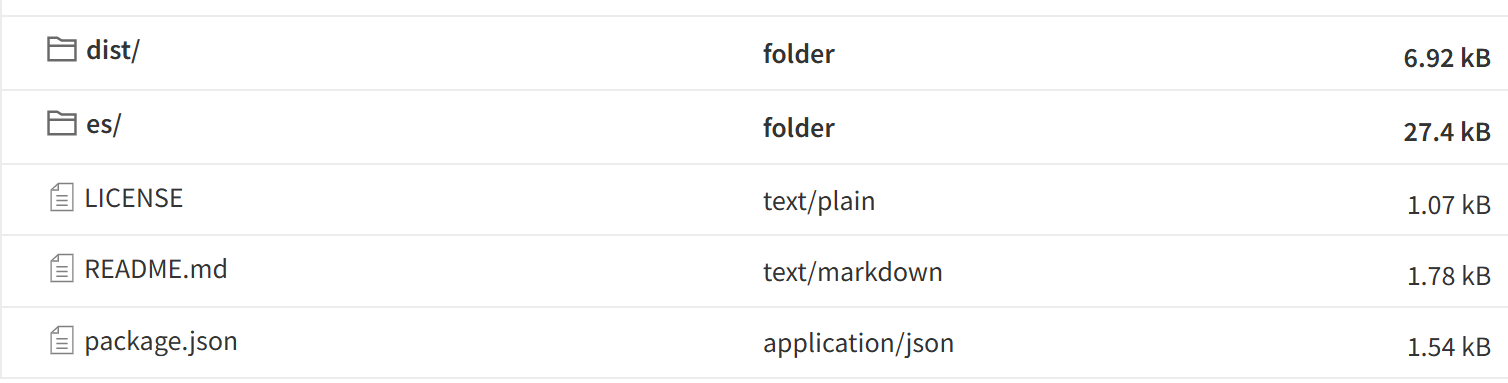 dist/ folder 6.92 kB
es/ folder 27.4 kB
LICENSE text/plain 1.07 kB
README.md text/markdown 1.78 kB
package.json application/json 1.54 kB